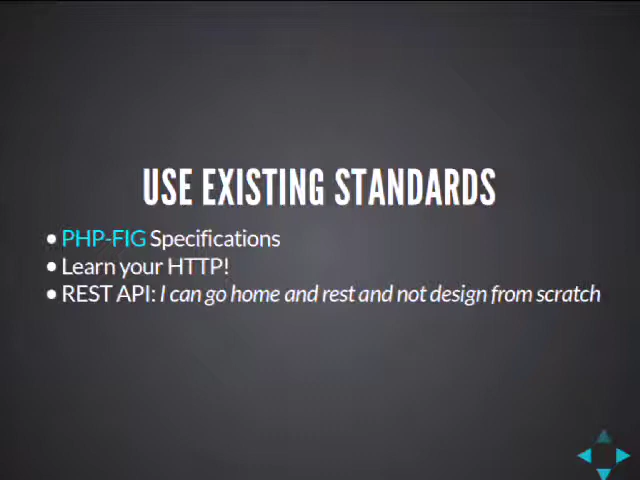 USE EXISTING STANDARDS
• PHP-FIG Specifications
• Learn your HTTP!
• REST API: I can go home and rest and not design from scratch